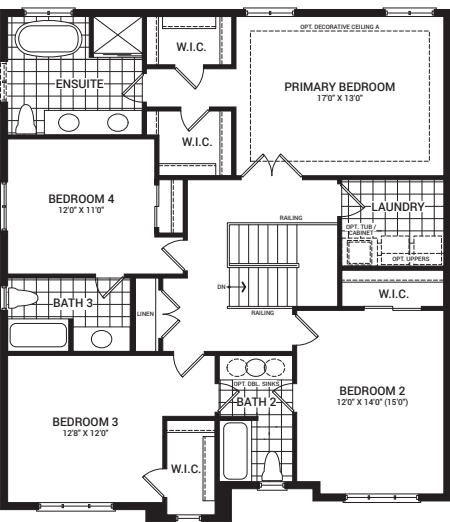 OPT. DECORATIVE CEILING A
W.I.C.
ENSUITE
PRIMARY BEDROOM
17'0" X 13'0"
W.I.C.
BEDROOM 4
12'0" X 11'0"
LAUNDRY
RAILING
OPT. TUB /
CABINET
OPT. UPPERS
DN
W.I.C.
BATH 3
LINEN
RAILING
OPT. DBL. SINKS
BATH 2
BEDROOM 2
12'0" X 14'0" (15'0")
BEDROOM 3
12'8" X 12'0"
W.I.C.